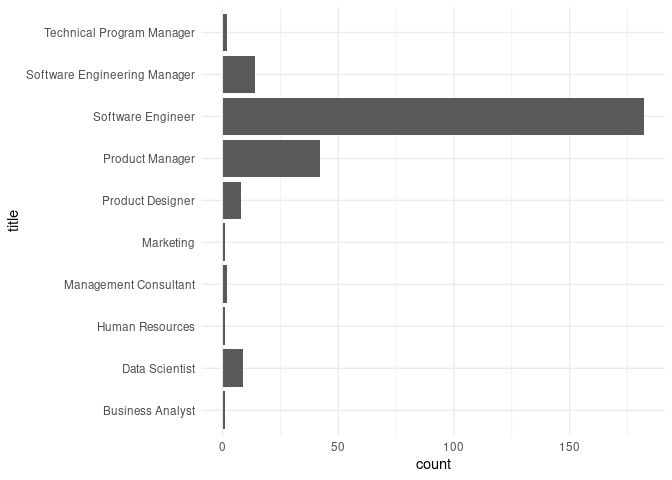 Technical Program Manager
Software Engineering Manager
Software Engineer
Product Manager
Product Designer
Marketing
Management Consultant
Human Resources
Data Scientist
Business Analyst
title
0 50 100 150
count